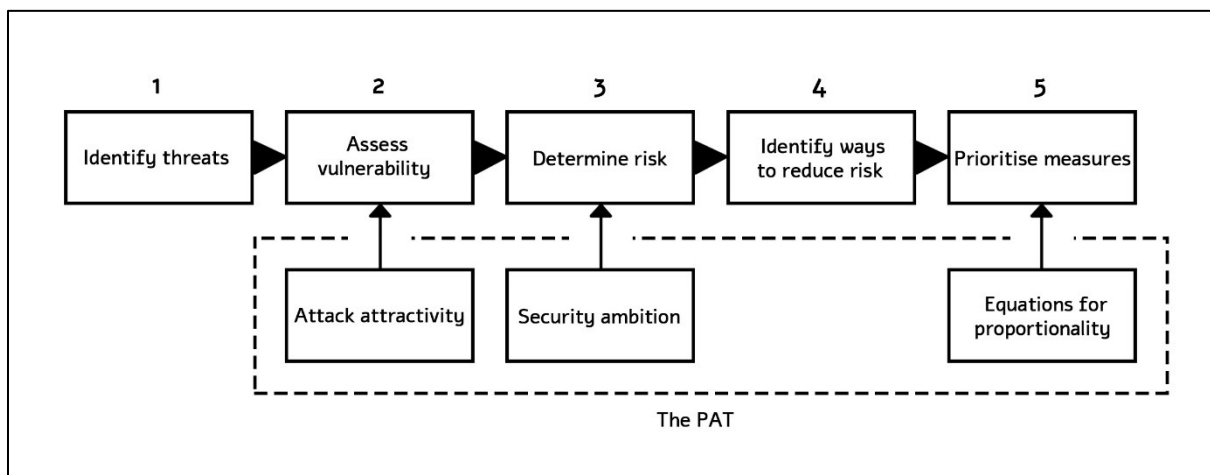 1
2
3
4
5
Identify threats
Assess
vulnerability
Determine risk
Identify ways
to reduce risk
Prioritise measures
Attack attractivity
Security ambition
Equations for
proportionality
The PAT